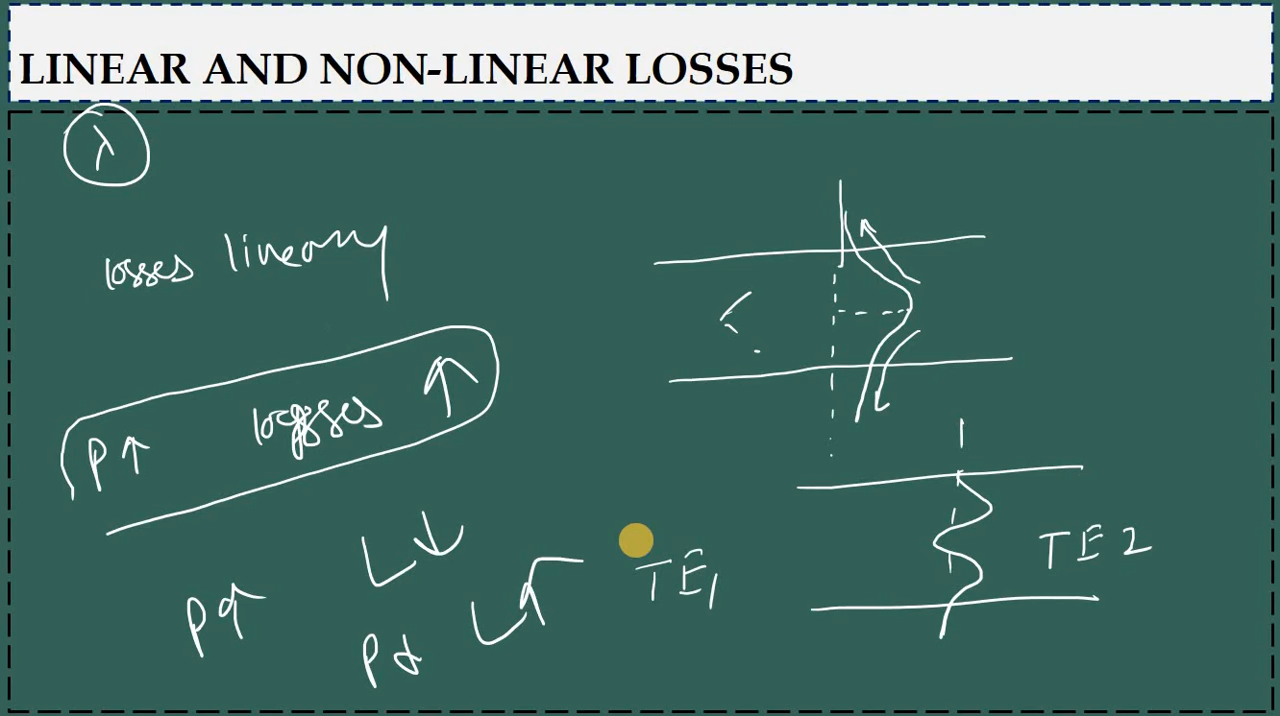 LINEAR AND NON-LINEAR LOSSES
λ
losses linearly
P↑ losses ↑
L↓
P↑
P↓ L↑
TE1
TE2